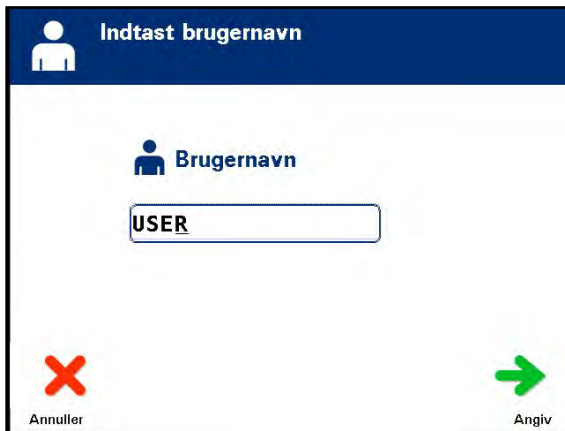 Indtast brugernavn
Brugernavn
USER
Annuller
Angiv